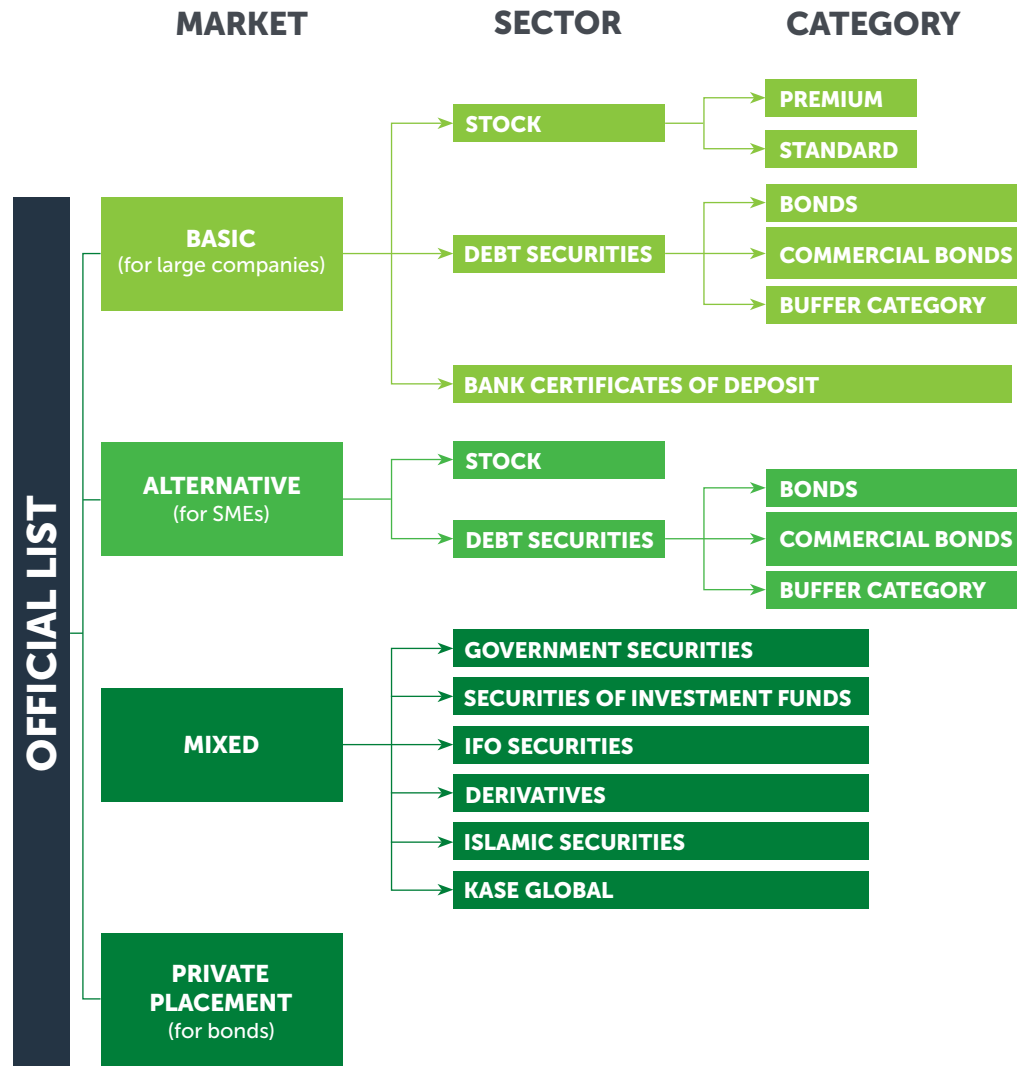 MARKET
SECTOR
CATEGORY
OFFICIAL LIST
BASIC
(for large companies)
STOCK
PREMIUM
STANDARD
DEBT SECURITIES
BONDS
COMMERCIAL BONDS
BUFFER CATEGORY
BANK CERTIFICATES OF DEPOSIT
ALTERNATIVE
(for SMEs)
STOCK
DEBT SECURITIES
BONDS
COMMERCIAL BONDS
BUFFER CATEGORY
MIXED
GOVERNMENT SECURITIES
SECURITIES OF INVESTMENT FUNDS
IFO SECURITIES
DERIVATIVES
ISLAMIC SECURITIES
KASE GLOBAL
PRIVATE
PLACEMENT
(for bonds)